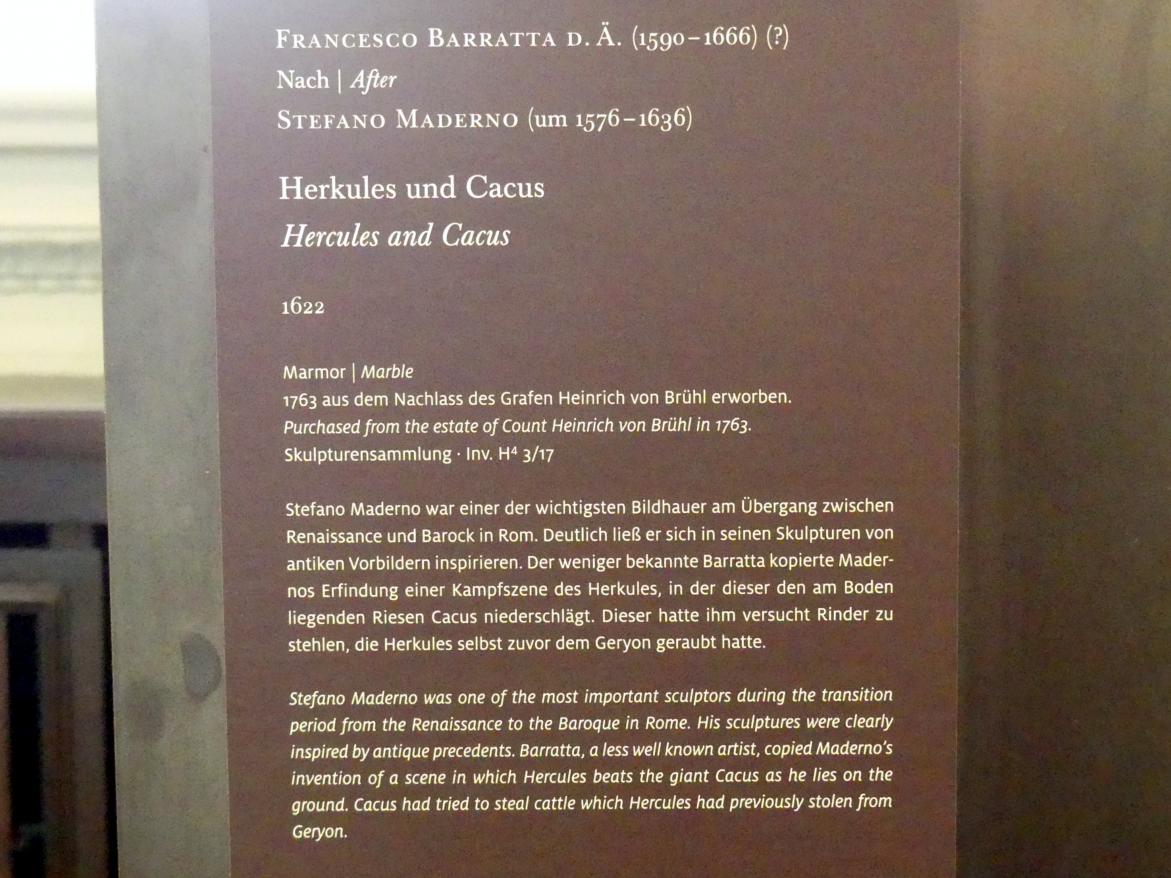 FRANCESCO BARRATTA D. Ä. (1590–1666) (?)
Nach | After
STEFANO MADERNO (um 1576–1636)
Herkules und Cacus
Hercules and Cacus
1622
Marmor | Marble
1763 aus dem Nachlass des Grafen Heinrich von Brühl erworben.
Purchased from the estate of Count Heinrich von Brühl in 1763.
Skulpturensammlung · Inv. H⁴ 3/17
Stefano Maderno war einer der wichtigsten Bildhauer am Übergang zwischen
Renaissance und Barock in Rom. Deutlich ließ er sich in seinen Skulpturen von
antiken Vorbildern inspirieren. Der weniger bekannte Barratta kopierte Mader-
nos Erfindung einer Kampfszene des Herkules, in der dieser den am Boden
liegenden Riesen Cacus niederschlägt. Dieser hatte ihm versucht Rinder zu
stehlen, die Herkules selbst zuvor dem Geryon geraubt hatte.
Stefano Maderno was one of the most important sculptors during the transition
period from the Renaissance to the Baroque in Rome. His sculptures were clearly
inspired by antique precedents. Barratta, a less well known artist, copied Maderno's
invention of a scene in which Hercules beats the giant Cacus as he lies on the
ground. Cacus had tried to steal cattle which Hercules had previously stolen from
Geryon.